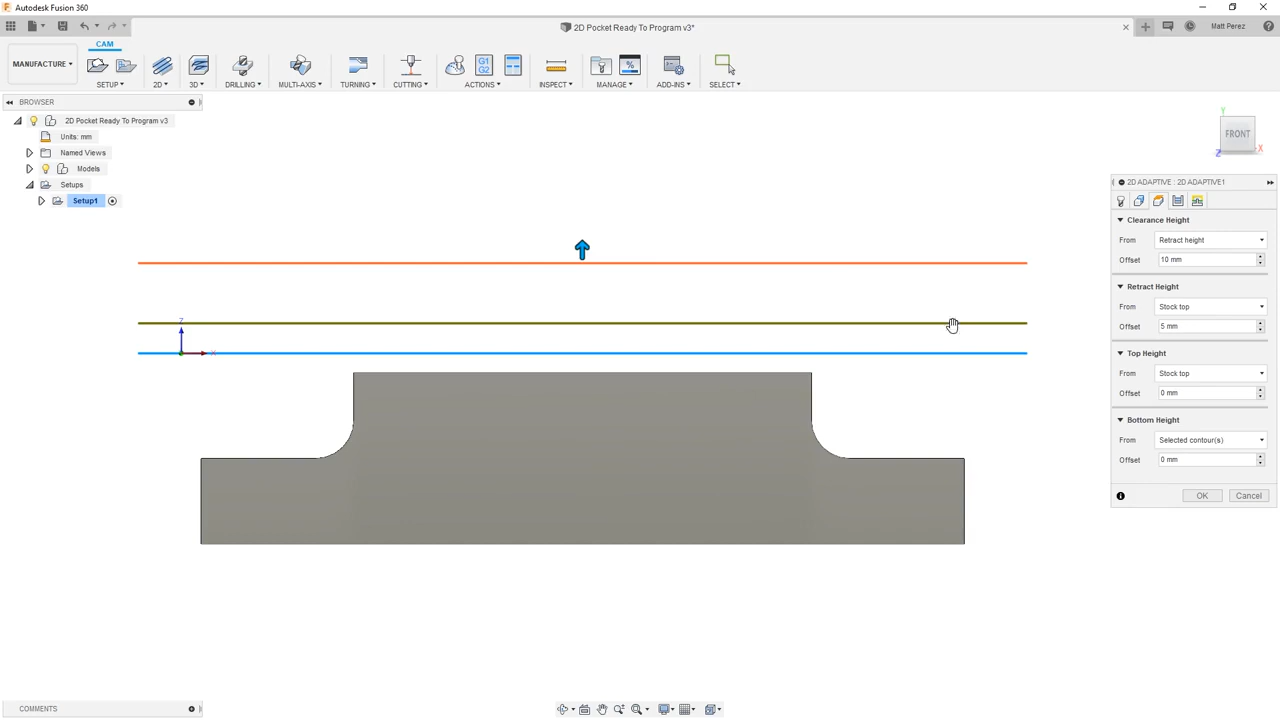 Autodesk Fusion 360
2D Pocket Ready To Program v3*
Matt Perez
CAM
MANUFACTURE
SETUP
2D
3D
DRILLING
MULTI-AXIS
TURNING
CUTTING
G1
G2
ACTIONS
INSPECT
MANAGE
ADD-INS
SELECT
BROWSER
2D Pocket Ready To Program v3
Units: mm
Named Views
Models
Setups
Setup1
Y
FRONT
Z
X
Z
X
2D ADAPTIVE : 2D ADAPTIVE1
Clearance Height
From Retract height
Offset 10 mm
Retract Height
From Stock top
Offset 5 mm
Top Height
From Stock top
Offset 0 mm
Bottom Height
From Selected contour(s)
Offset 0 mm
OK Cancel
COMMENTS